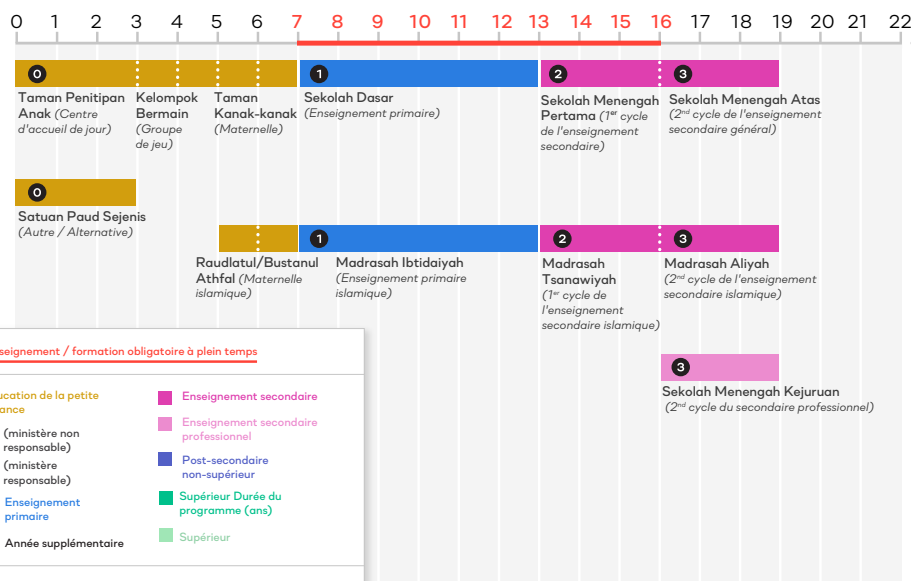 0 1 2 3 4 5 6 7 8 9 10 11 12 13 14 15 16 17 18 19 20 21 22
0 1 2 3
Taman Penitipan
Anak (Centre
d'accueil de jour)
Kelompok
Bermain
(Groupe
de jeu)
Taman
Kanak-kanak
(Maternelle)
Sekolah Dasar
(Enseignement primaire)
Sekolah Menengah
Pertama (1er cycle
de l'enseignement
secondaire)
Sekolah Menengah Atas
(2nd cycle de l'enseignement
secondaire général)
0
Satuan Paud Sejenis
(Autre / Alternative)
1 2 3
Raudlatul/Bustanul
Athfal (Maternelle
islamique)
Madrasah Ibtidaiyah
(Enseignement primaire
islamique)
Madrasah
Tsanawiyah
(1er cycle de
l'enseignement
secondaire islamique)
Madrasah Aliyah
(2nd cycle de l'enseignement
secondaire islamique)
3
Sekolah Menengah Kejuruan
(2nd cycle du secondaire professionnel)
seignement / formation obligatoire à plein temps
ucation de la petite
ance
(ministère non
responsable)
(ministère
responsable)
Enseignement
primaire
Année supplémentaire
Enseignement secondaire
Enseignement secondaire
professionnel
Post-secondaire
non-supérieur
Supérieur Durée du
programme (ans)
Supérieur